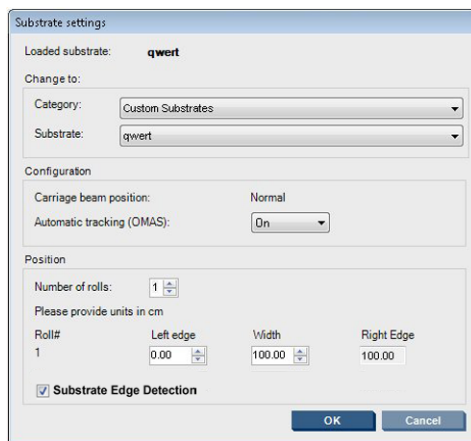 Substrate settings
Loaded substrate: qwert
Change to:
Category: Custom Substrates
Substrate: qwert
Configuration
Carriage beam position: Normal
Automatic tracking (OMAS): On
Position
Number of rolls: 1
Please provide units in cm
Roll# Left edge Width Right Edge
1 0.00 100.00 100.00
Substrate Edge Detection
OK Cancel